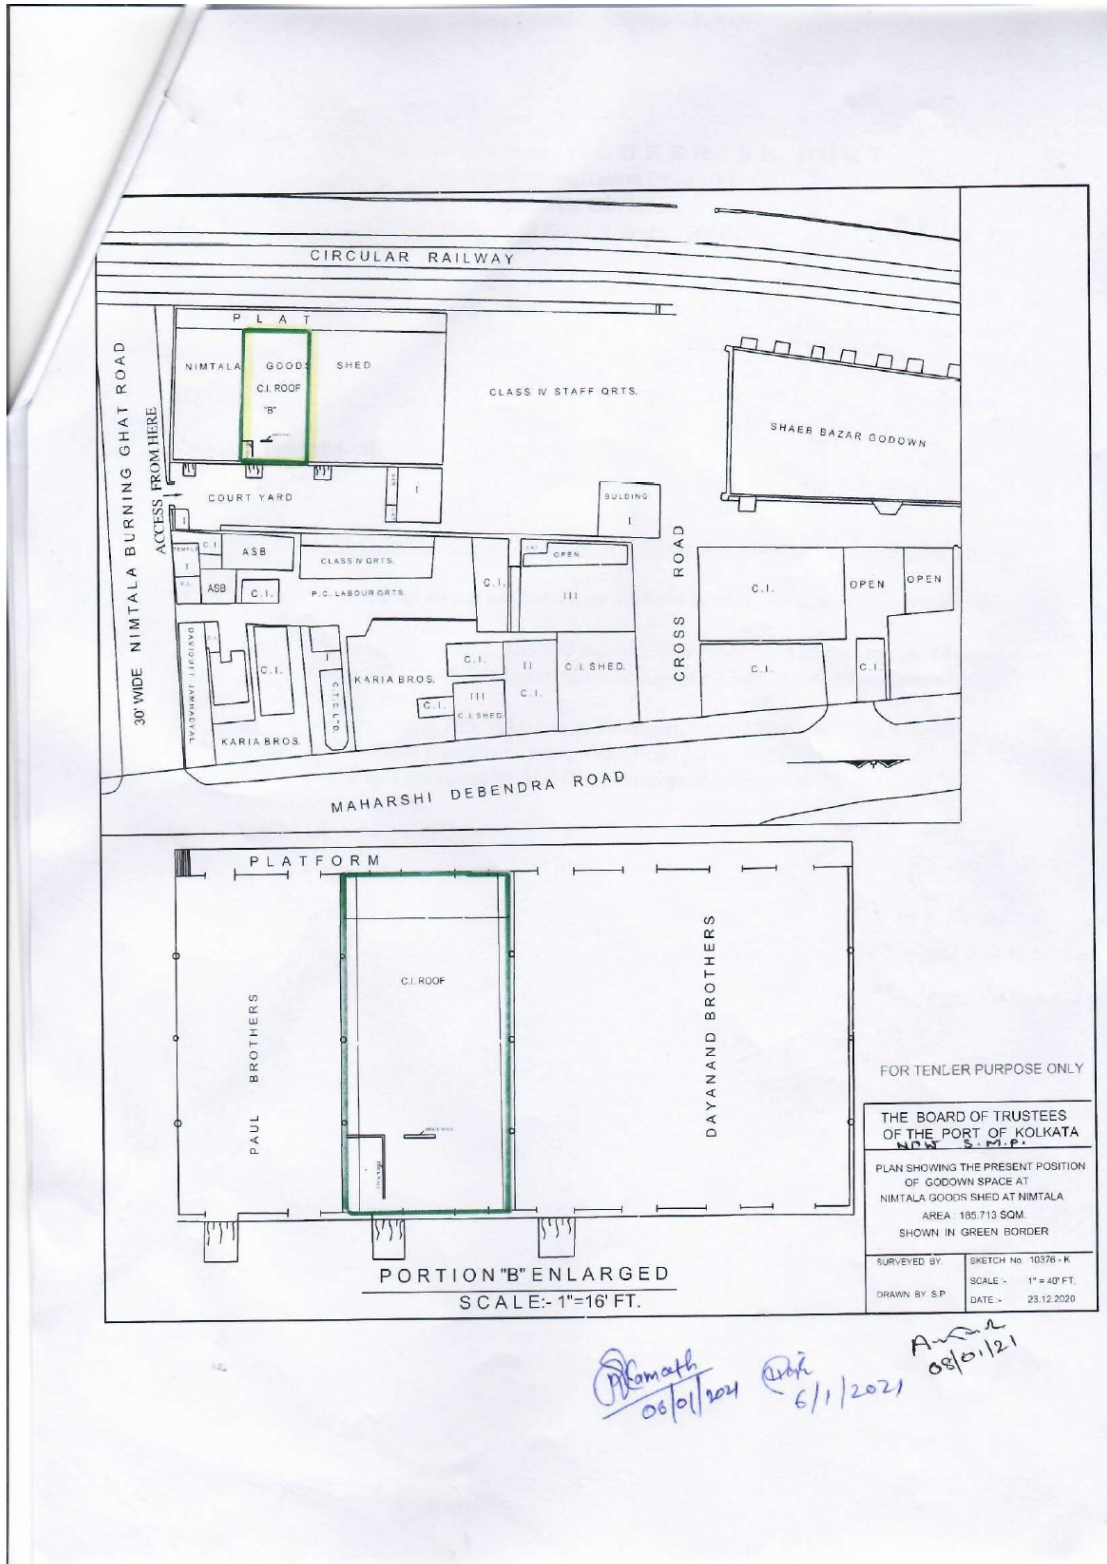 CIRCULAR RAILWAY
PLAT
NIMTALA GOODS SHED
C.I. ROOF
"B"
CLASS IV STAFF QRTS.
SHAEB BAZAR GODOWN
30' WIDE NIMTALA BURNING GHAT ROAD
ACCESS FROM HERE
COURT YARD
I
BULDING
I
I
C.I.
ASB
TEMPLE
I
ASB
C.I.
CLASS IV QRTS.
P.C. LABOUR QRTS.
C.I.
OPEN
III
CROSS ROAD
C.I.
OPEN
OPEN
C.I.
C.I.
DAVIDUTT JANHAGYAL
C.I.
KARIA BROS.
I
C.T.C. LTD.
KARIA BROS.
C.I.
C.I.
III
C.I.SHED.
II
C.I.
C.I.SHED.
MAHARSHI DEBENDRA ROAD
PLATFORM
PAUL BROTHERS
C.I. ROOF
DAYANAND BROTHERS
PORTION "B" ENLARGED
SCALE:- 1"=16' FT.
FOR TENDER PURPOSE ONLY
THE BOARD OF TRUSTEES
OF THE PORT OF KOLKATA
NOW S.M.P.
PLAN SHOWING THE PRESENT POSITION
OF GODOWN SPACE AT
NIMTALA GOODS SHED AT NIMTALA
AREA : 185.713 SQM.
SHOWN IN GREEN BORDER
SURVEYED BY.
DRAWN BY. S.P
SKETCH No. 10376 - K
SCALE :- 1" = 40' FT.
DATE :- 23.12.2020
06/01/2021
6/1/2021
08/01/21